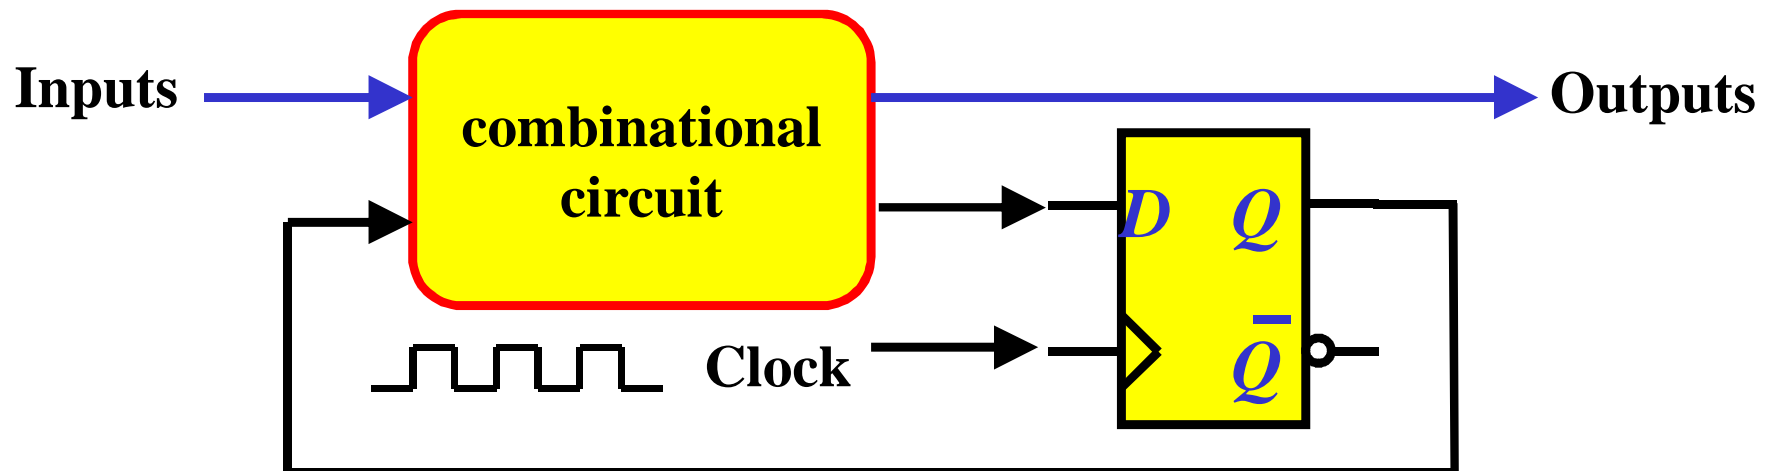 Inputs
combinational
circuit
Outputs
D Q
Clock
Q̅